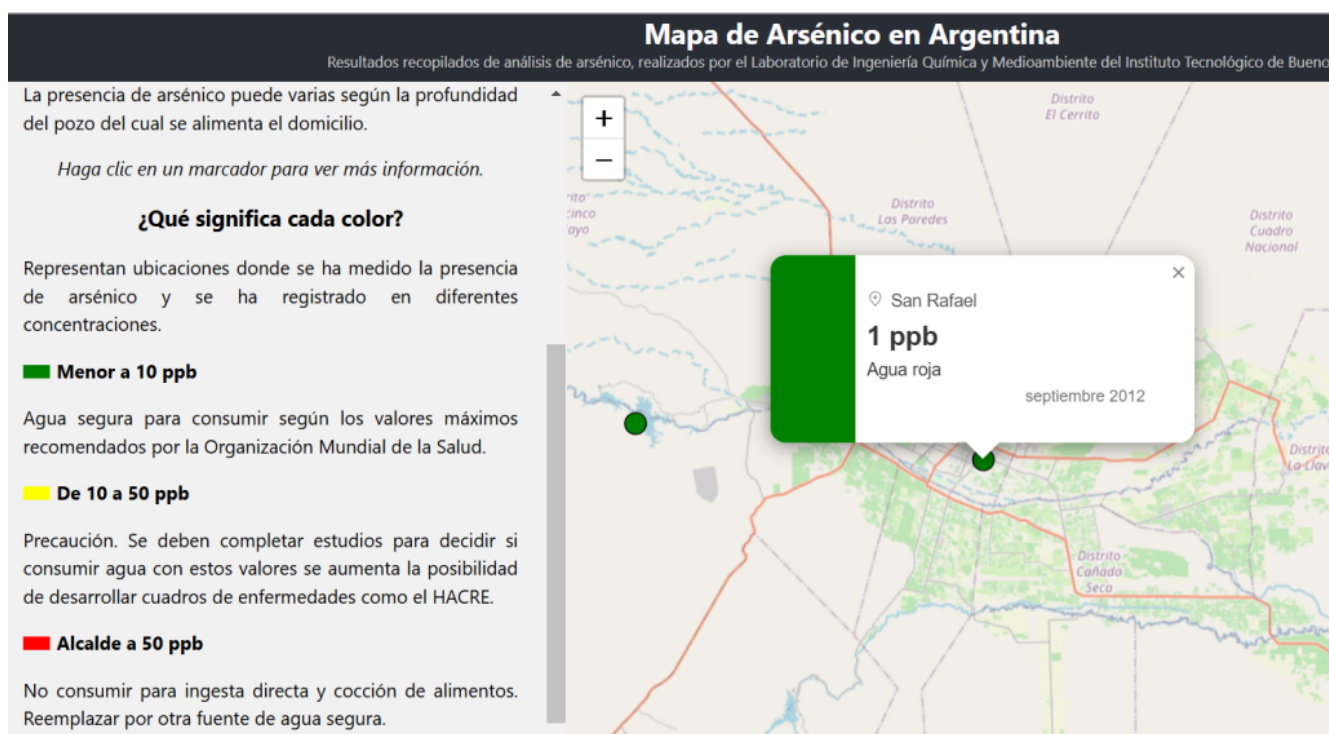 Mapa de Arsénico en Argentina
Resultados recopilados de análisis de arsénico, realizados por el Laboratorio de Ingeniería Química y Medioambiente del Instituto Tecnológico de Bueno
La presencia de arsénico puede varias según la profundidad
del pozo del cual se alimenta el domicilio.
Haga clic en un marcador para ver más información.
¿Qué significa cada color?
Representan ubicaciones donde se ha medido la presencia
de arsénico y se ha registrado en diferentes
concentraciones.
Menor a 10 ppb
Agua segura para consumir según los valores máximos
recomendados por la Organización Mundial de la Salud.
De 10 a 50 ppb
Precaución. Se deben completar estudios para decidir si
consumir agua con estos valores se aumenta la posibilidad
de desarrollar cuadros de enfermedades como el HACRE.
Alcalde a 50 ppb
No consumir para ingesta directa y cocción de alimentos.
Reemplazar por otra fuente de agua segura.
+
−
Distrito
El Cerrito
rito
cinco
ayo
Distrito
Las Paredes
Distrito
Cuadro
Nacional
×
San Rafael
1 ppb
Agua roja
septiembre 2012
Distrito
La Llav
Distrito
Cañada
Seca